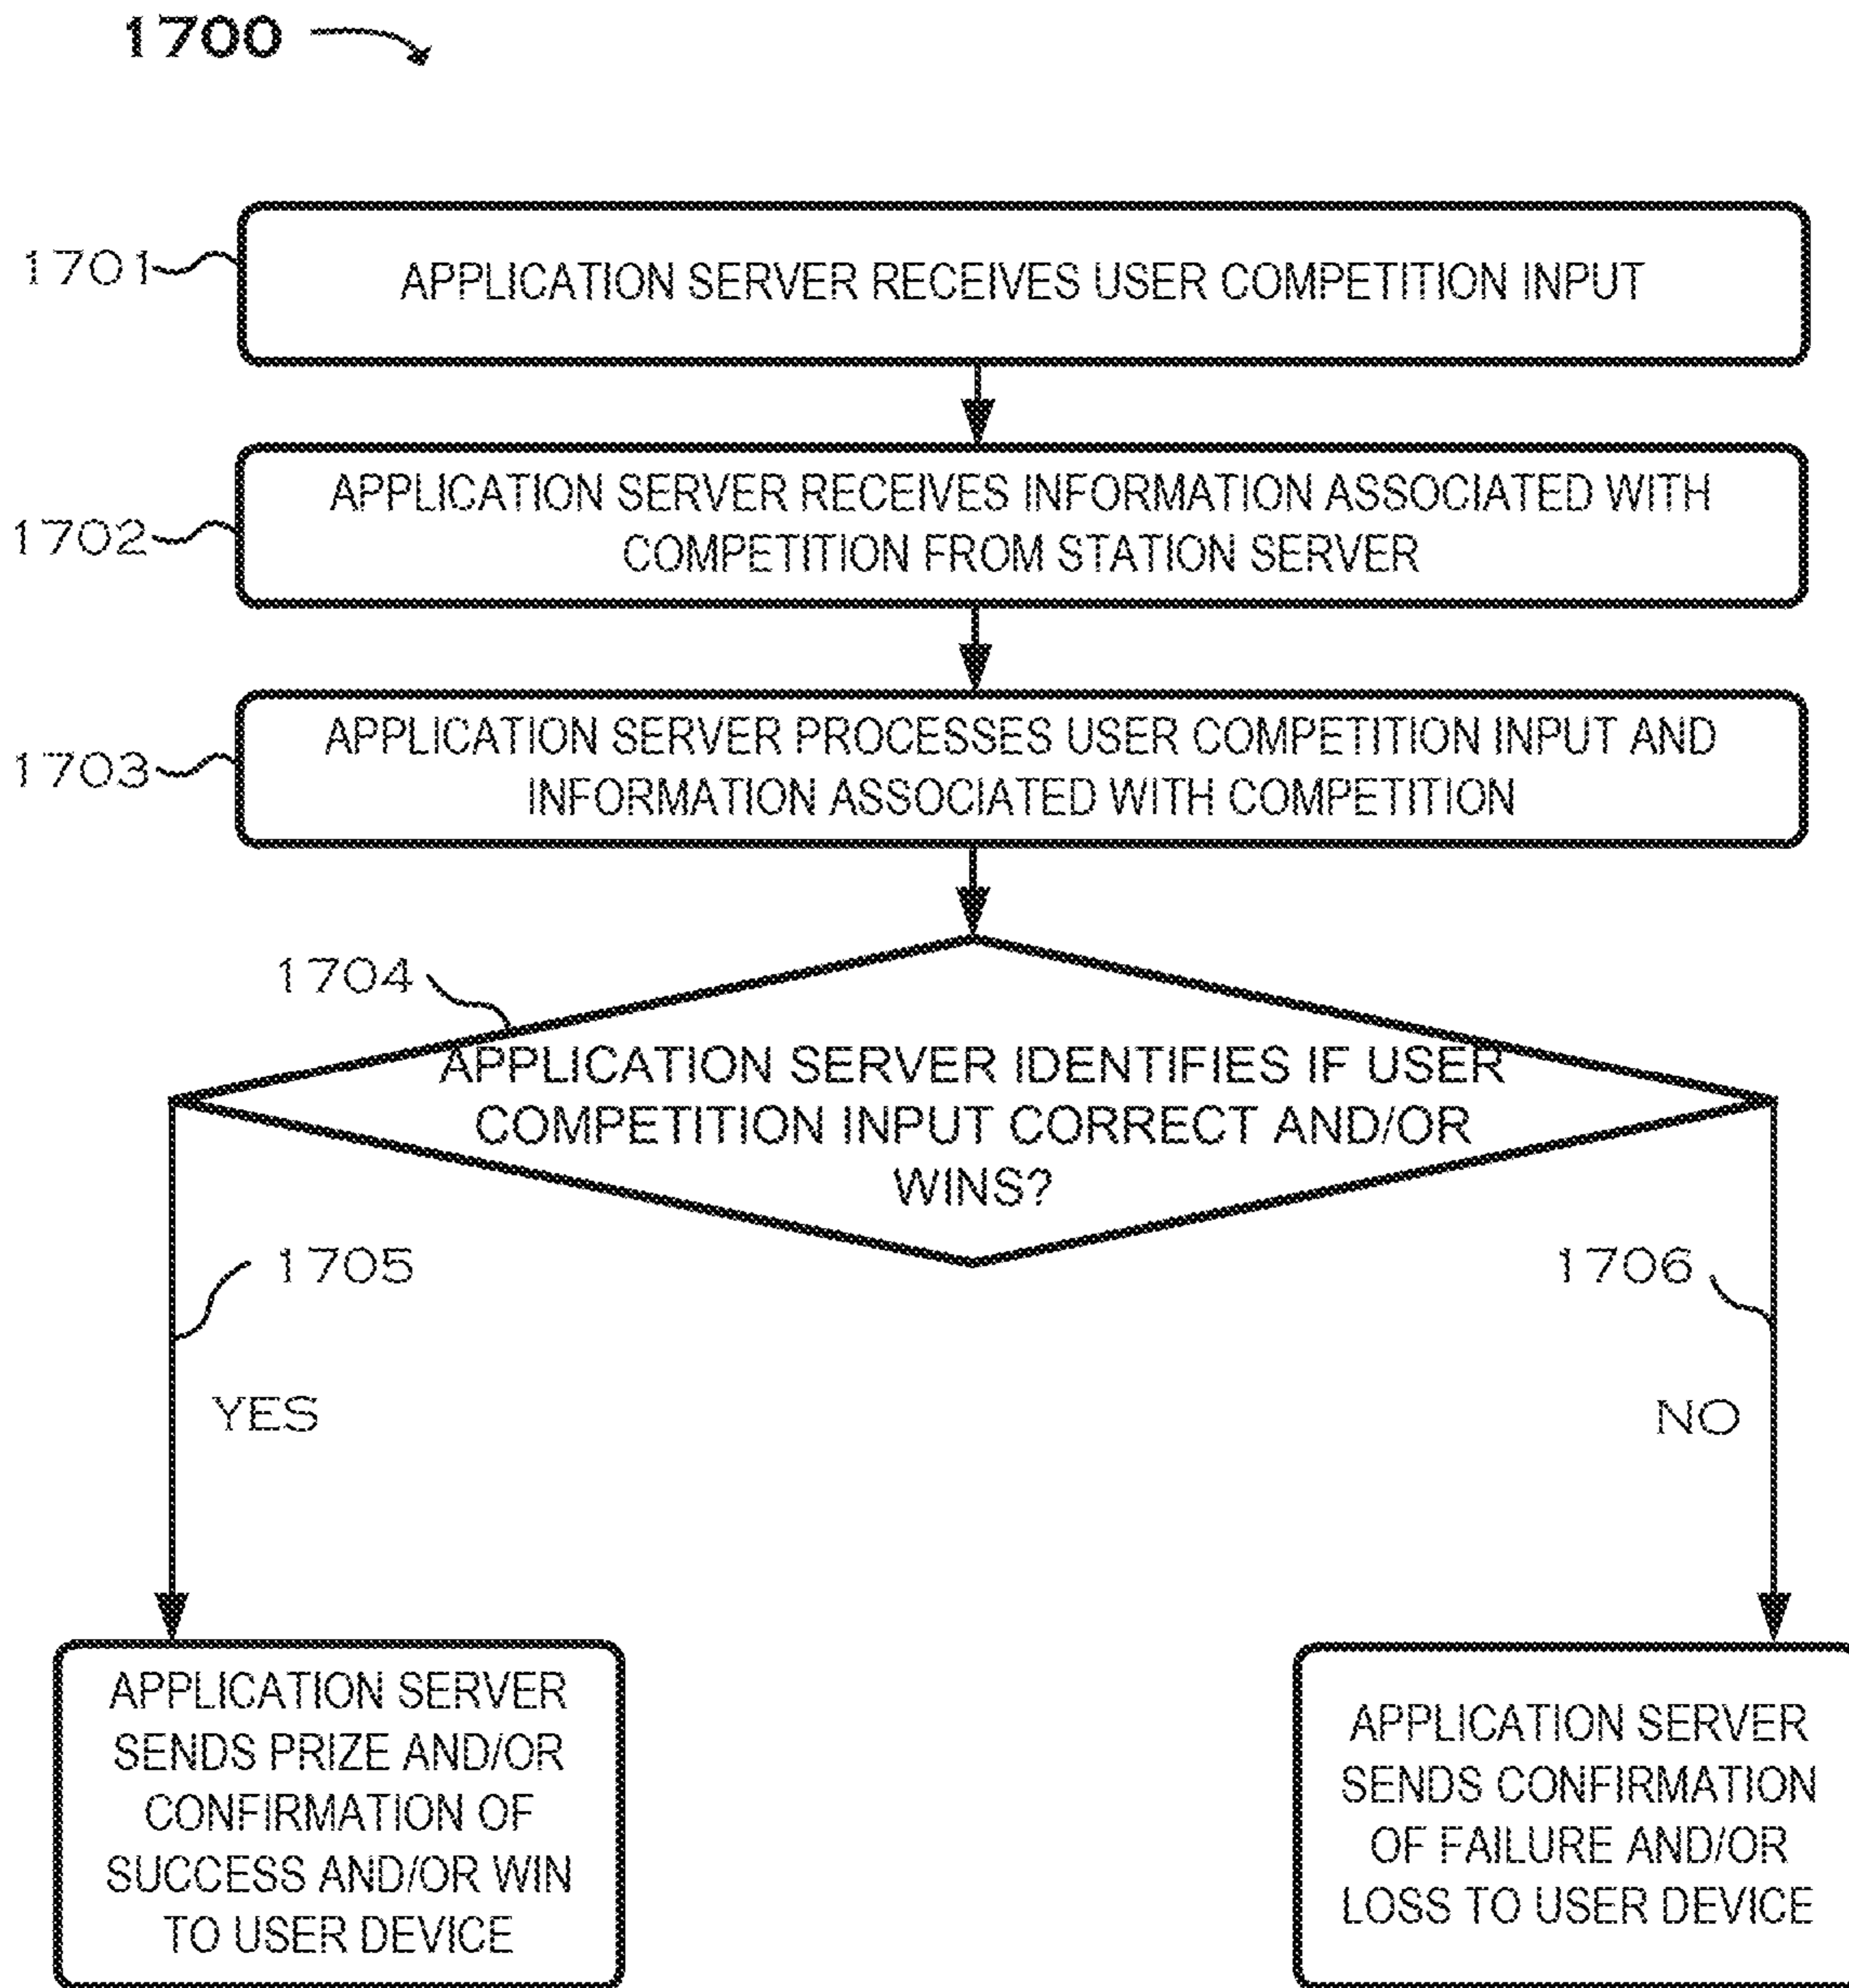 1700
1701
APPLICATION SERVER RECEIVES USER COMPETITION INPUT
1702
APPLICATION SERVER RECEIVES INFORMATION ASSOCIATED WITH
COMPETITION FROM STATION SERVER
1703
APPLICATION SERVER PROCESSES USER COMPETITION INPUT AND
INFORMATION ASSOCIATED WITH COMPETITION
1704
APPLICATION SERVER IDENTIFIES IF USER
COMPETITION INPUT CORRECT AND/OR
WINS?
1705
1706
YES
NO
APPLICATION SERVER
SENDS PRIZE AND/OR
CONFIRMATION OF
SUCCESS AND/OR WIN
TO USER DEVICE
APPLICATION SERVER
SENDS CONFIRMATION
OF FAILURE AND/OR
LOSS TO USER DEVICE